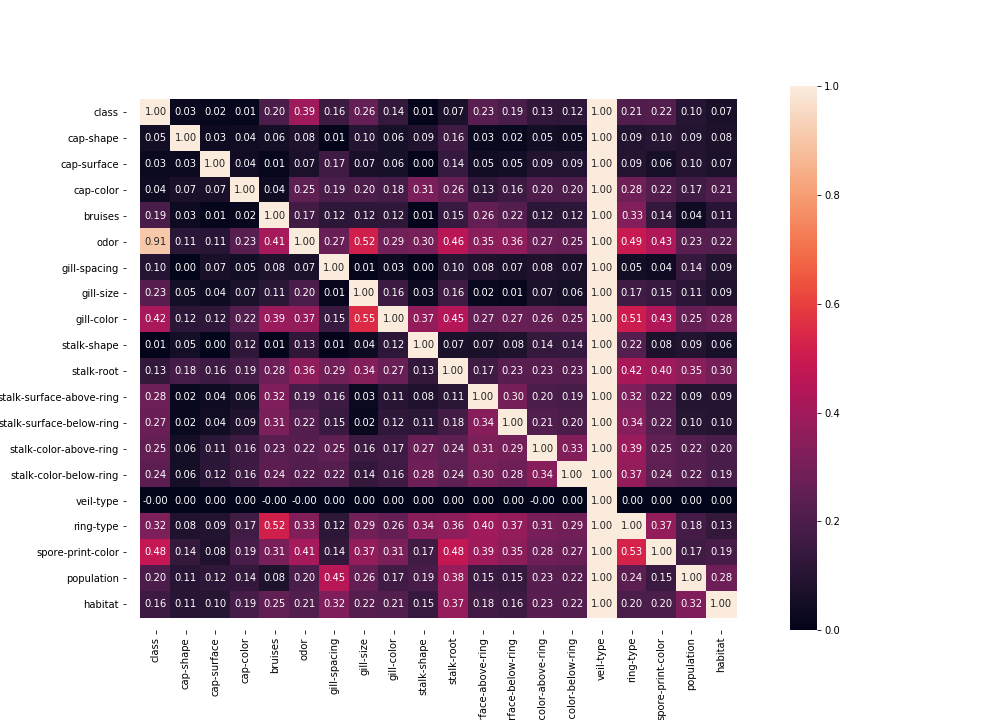 class 1.00 0.03 0.02 0.01 0.20 0.39 0.16 0.26 0.14 0.01 0.07 0.23 0.19 0.13 0.12 1.00 0.21 0.22 0.10 0.07
cap-shape 0.05 1.00 0.03 0.04 0.06 0.08 0.01 0.10 0.06 0.09 0.16 0.03 0.02 0.05 0.05 1.00 0.09 0.10 0.09 0.08
cap-surface 0.03 0.03 1.00 0.04 0.01 0.07 0.17 0.07 0.06 0.00 0.14 0.05 0.05 0.09 0.09 1.00 0.09 0.06 0.10 0.07
cap-color 0.04 0.07 0.07 1.00 0.04 0.25 0.19 0.20 0.18 0.31 0.26 0.13 0.16 0.20 0.20 1.00 0.28 0.22 0.17 0.21
bruises 0.19 0.03 0.01 0.02 1.00 0.17 0.12 0.12 0.12 0.01 0.15 0.26 0.22 0.12 0.12 1.00 0.33 0.14 0.04 0.11
odor 0.91 0.11 0.11 0.23 0.41 1.00 0.27 0.52 0.29 0.30 0.46 0.35 0.36 0.27 0.25 1.00 0.49 0.43 0.23 0.22
gill-spacing 0.10 0.00 0.07 0.05 0.08 0.07 1.00 0.01 0.03 0.00 0.10 0.08 0.07 0.08 0.07 1.00 0.05 0.04 0.14 0.09
gill-size 0.23 0.05 0.04 0.07 0.11 0.20 0.01 1.00 0.16 0.03 0.16 0.02 0.01 0.07 0.06 1.00 0.17 0.15 0.11 0.09
gill-color 0.42 0.12 0.12 0.22 0.39 0.37 0.15 0.55 1.00 0.37 0.45 0.27 0.27 0.26 0.25 1.00 0.51 0.43 0.25 0.28
stalk-shape 0.01 0.05 0.00 0.12 0.01 0.13 0.01 0.04 0.12 1.00 0.07 0.07 0.08 0.14 0.14 1.00 0.22 0.08 0.09 0.06
stalk-root 0.13 0.18 0.16 0.19 0.28 0.36 0.29 0.34 0.27 0.13 1.00 0.17 0.23 0.23 0.23 1.00 0.42 0.40 0.35 0.30
stalk-surface-above-ring 0.28 0.02 0.04 0.06 0.32 0.19 0.16 0.03 0.11 0.08 0.11 1.00 0.30 0.20 0.19 1.00 0.32 0.22 0.09 0.09
stalk-surface-below-ring 0.27 0.02 0.04 0.09 0.31 0.22 0.15 0.02 0.12 0.11 0.18 0.34 1.00 0.21 0.20 1.00 0.34 0.22 0.10 0.10
stalk-color-above-ring 0.25 0.06 0.11 0.16 0.23 0.22 0.25 0.16 0.17 0.27 0.24 0.31 0.29 1.00 0.33 1.00 0.39 0.25 0.22 0.20
stalk-color-below-ring 0.24 0.06 0.12 0.16 0.24 0.22 0.22 0.14 0.16 0.28 0.24 0.30 0.28 0.34 1.00 1.00 0.37 0.24 0.22 0.19
veil-type -0.00 0.00 0.00 0.00 -0.00 -0.00 0.00 0.00 0.00 0.00 0.00 0.00 0.00 -0.00 0.00 1.00 0.00 0.00 0.00 0.00
ring-type 0.32 0.08 0.09 0.17 0.52 0.33 0.12 0.29 0.26 0.34 0.36 0.40 0.37 0.31 0.29 1.00 1.00 0.37 0.18 0.13
spore-print-color 0.48 0.14 0.08 0.19 0.31 0.41 0.14 0.37 0.31 0.17 0.48 0.39 0.35 0.28 0.27 1.00 0.53 1.00 0.17 0.19
population 0.20 0.11 0.12 0.14 0.08 0.20 0.45 0.26 0.17 0.19 0.38 0.15 0.15 0.23 0.22 1.00 0.24 0.15 1.00 0.28
habitat 0.16 0.11 0.10 0.19 0.25 0.21 0.32 0.22 0.21 0.15 0.37 0.18 0.16 0.23 0.22 1.00 0.20 0.20 0.32 1.00
class
cap-shape
cap-surface
cap-color
bruises
odor
gill-spacing
gill-size
gill-color
stalk-shape
stalk-root
rface-above-ring
rface-below-ring
color-above-ring
color-below-ring
veil-type
ring-type
spore-print-color
population
habitat
1.0
0.8
0.6
0.4
0.2
0.0